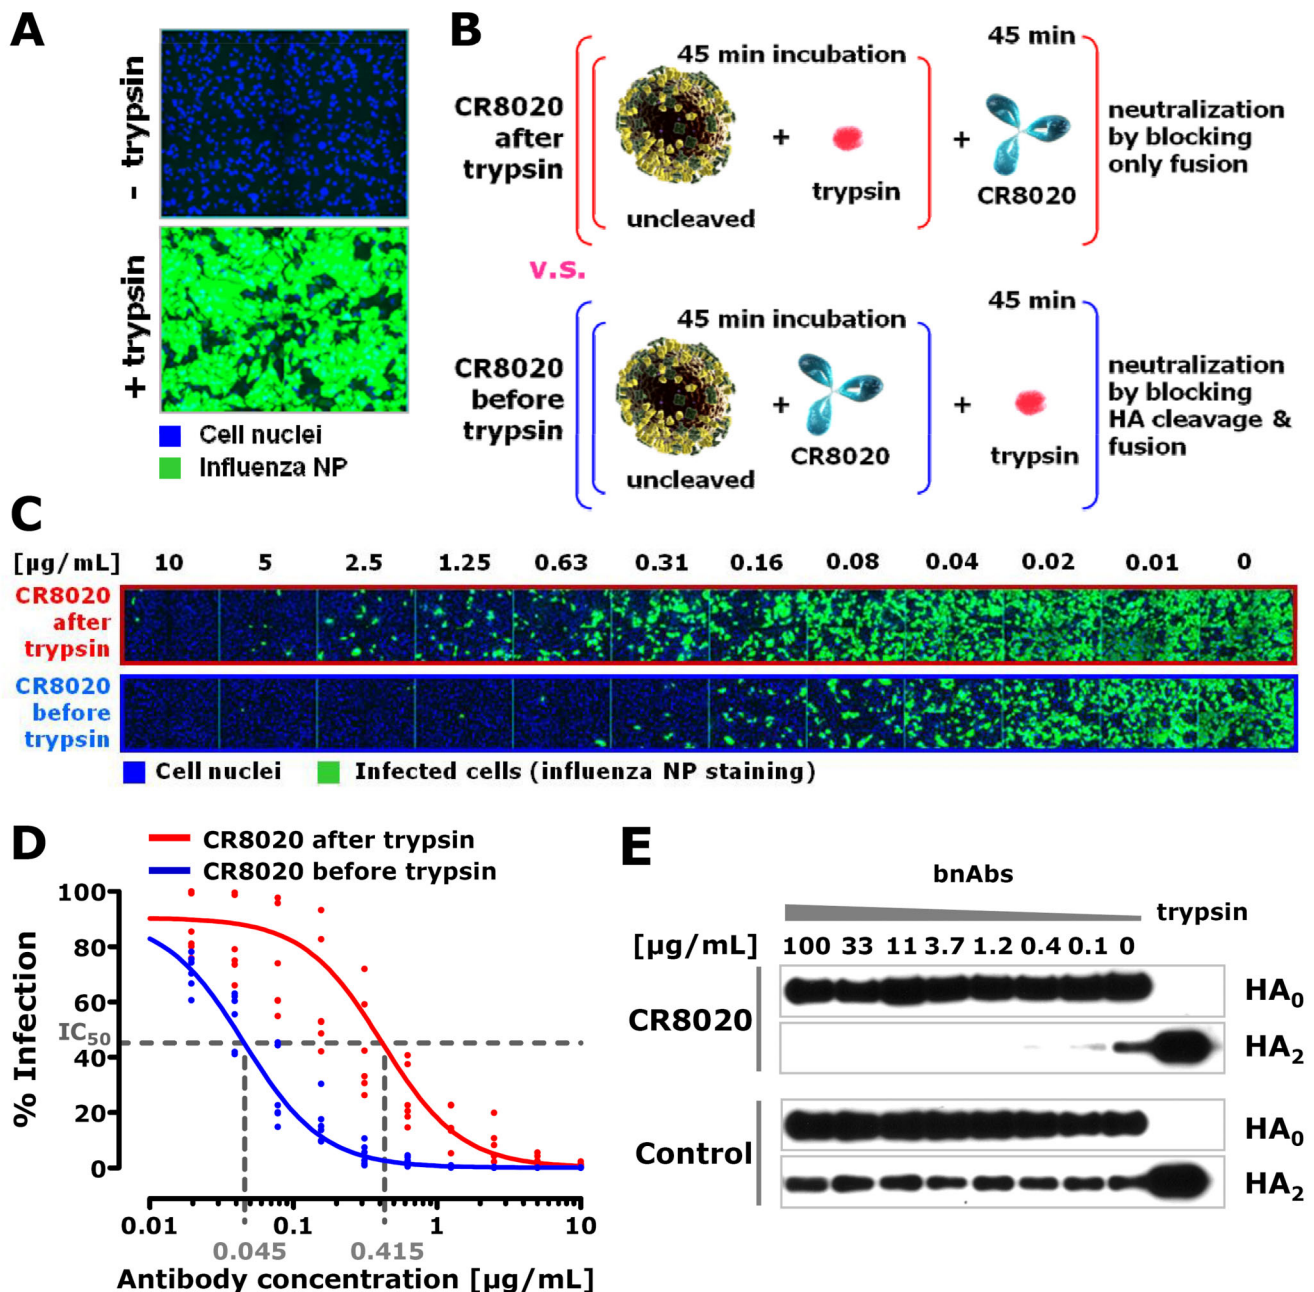 A
− trypsin
+ trypsin
Cell nuclei
Influenza NP
B
CR8020
after
trypsin
45 min incubation
45 min
uncleaved
+
trypsin
+
CR8020
neutralization
by blocking
only fusion
v.s.
CR8020
before
trypsin
45 min incubation
45 min
uncleaved
+
CR8020
+
trypsin
neutralization
by blocking
HA cleavage &
fusion
C
[μg/mL] 10 5 2.5 1.25 0.63 0.31 0.16 0.08 0.04 0.02 0.01 0
CR8020
after
trypsin
CR8020
before
trypsin
Cell nuclei Infected cells (influenza NP staining)
D
CR8020 after trypsin
CR8020 before trypsin
% Infection
100
80
60
IC50
40
20
0
0.01 0.1 1 10
0.045 0.415
Antibody concentration [μg/mL]
E
bnAbs
trypsin
[μg/mL] 100 33 11 3.7 1.2 0.4 0.1 0
CR8020
HA0
HA2
Control
HA0
HA2